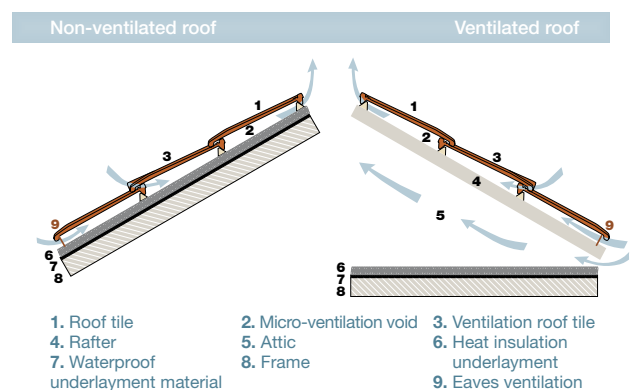 Non-ventilated roof
Ventilated roof
1
2
3
9
6
7
8
1
2
3
4
5
9
6
7
8
1. Roof tile
2. Micro-ventilation void
3. Ventilation roof tile
4. Rafter
5. Attic
6. Heat insulation
underlayment
7. Waterproof
underlayment material
8. Frame
9. Eaves ventilation